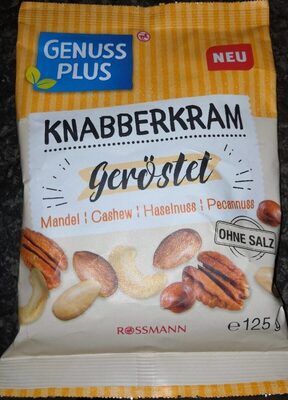 GENUSS
PLUS
NEU
KNABBERKRAM
geröstet
Mandel ¦ Cashew ¦ Haselnuss ¦ Pecannuss
OHNE SALZ
ROSSMANN
℮ 125 g